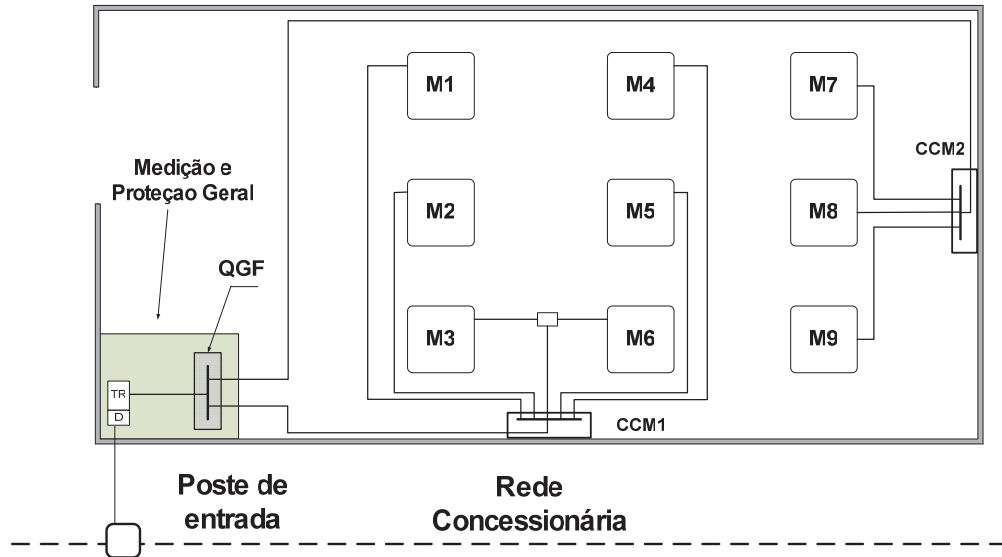 M1
M4
M7
CCM2
Medição e
Proteçao Geral
M2
M5
M8
QGF
M3
M6
M9
TR
D
CCM1
Poste de
entrada
Rede
Concessionária